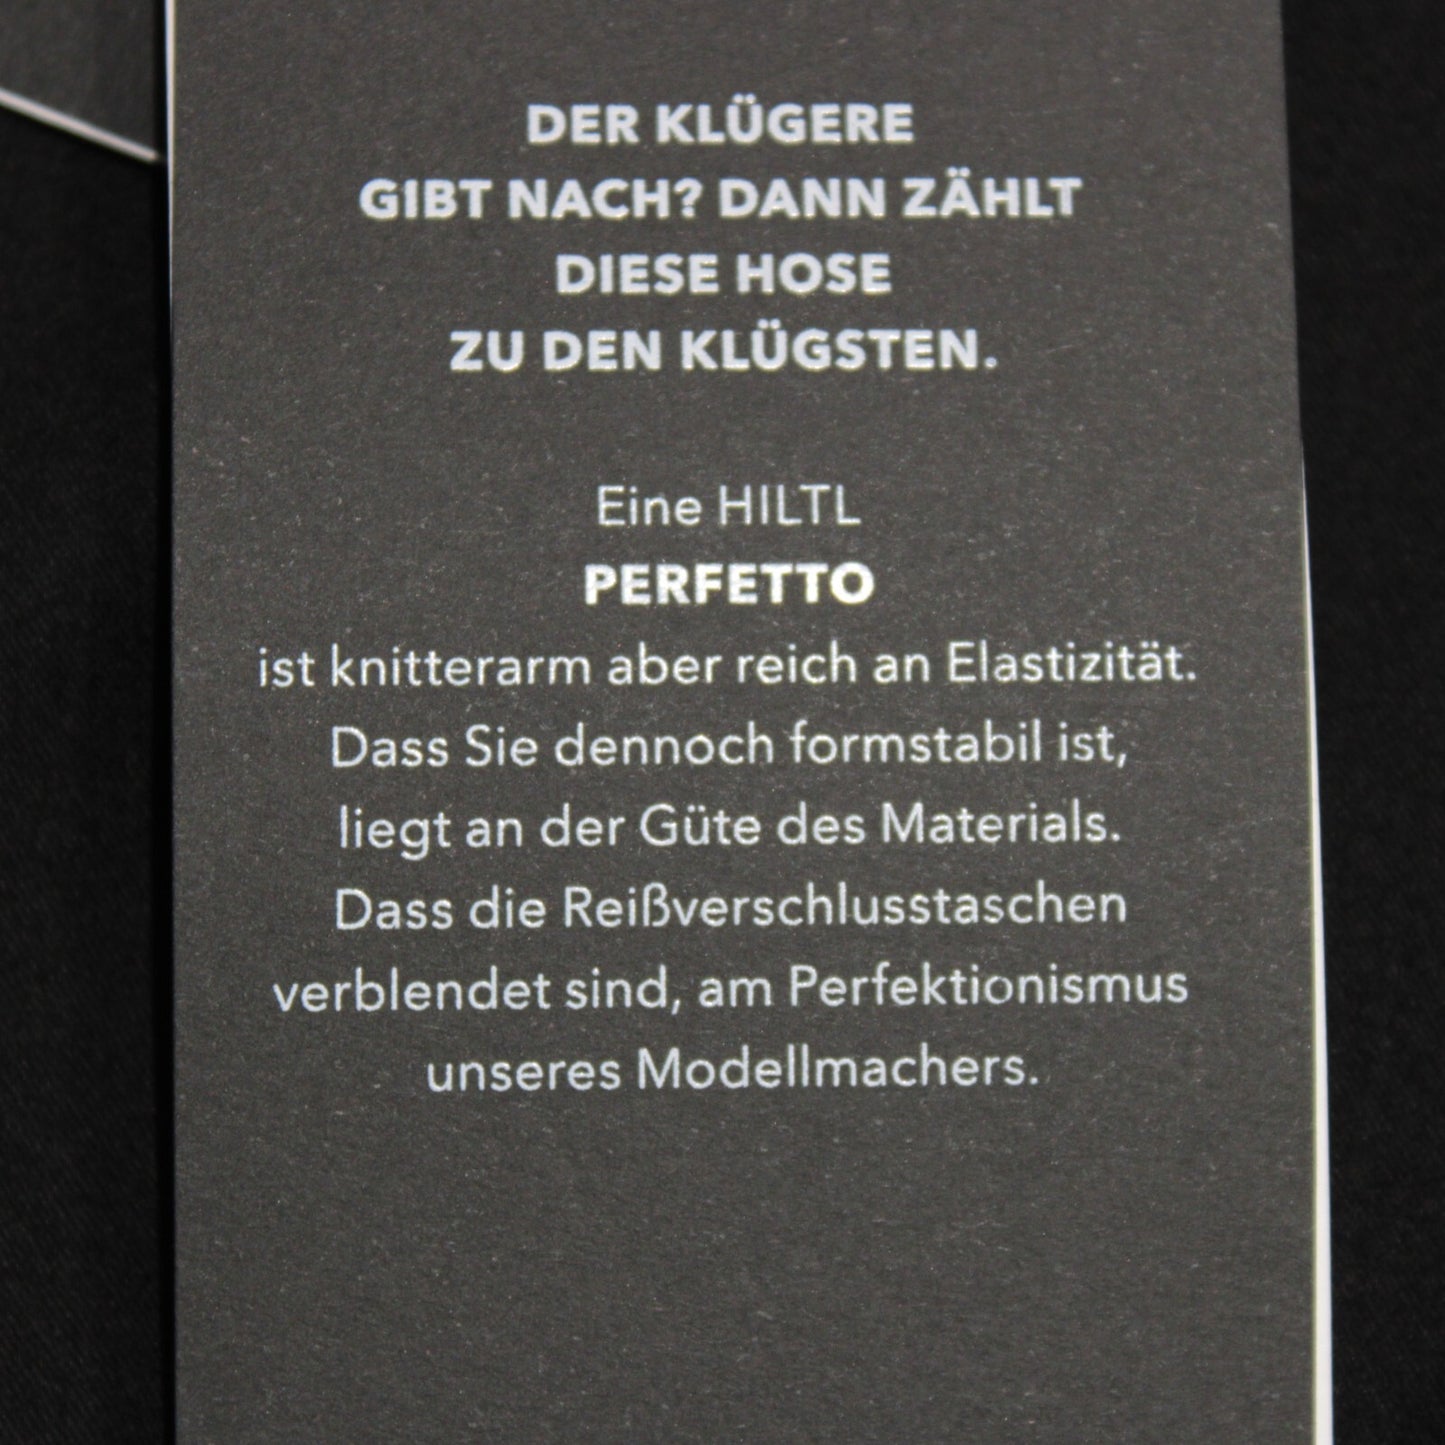 DER KLÜGERE
GIBT NACH? DANN ZÄHLT
DIESE HOSE
ZU DEN KLÜGSTEN.
Eine HILTL
PERFETTO
ist knitterarm aber reich an Elastizität.
Dass Sie dennoch formstabil ist,
liegt an der Güte des Materials.
Dass die Reißverschlusstaschen
verblendet sind, am Perfektionismus
unseres Modellmachers.